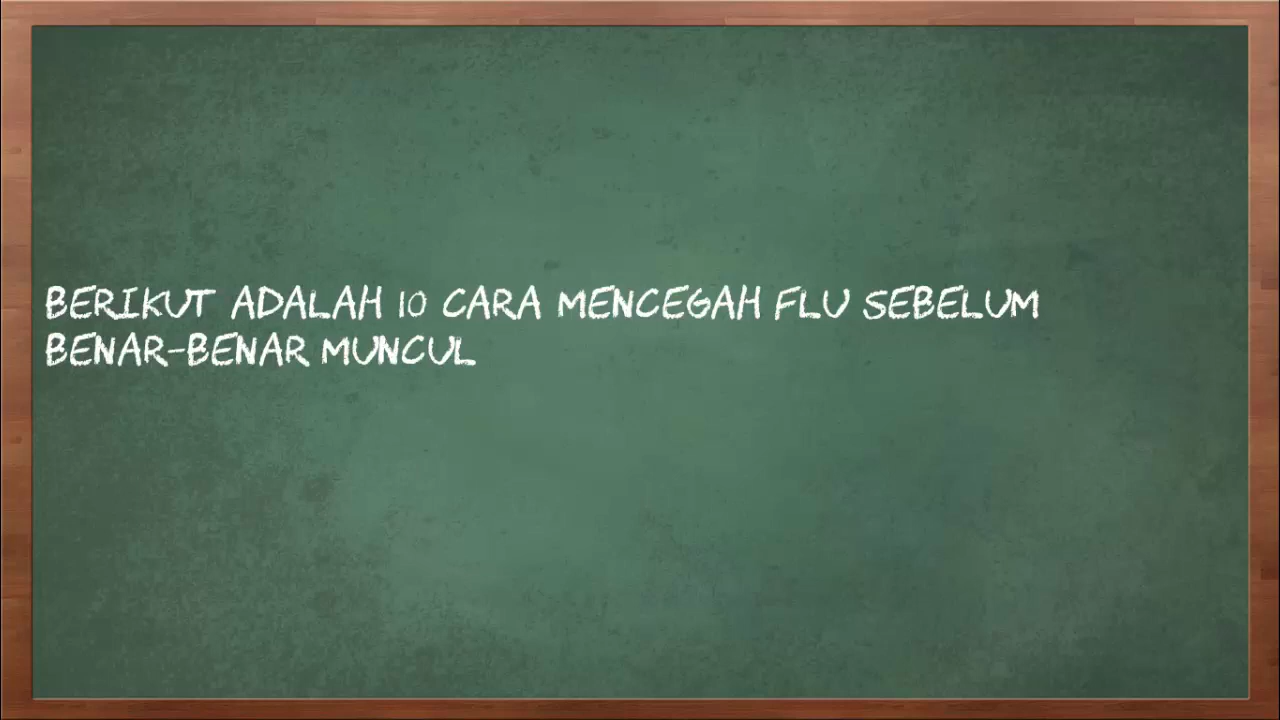 BERIKUT ADALAH 10 CARA MENCEGAH FLU SEBELUM
BENAR-BENAR MUNCUL